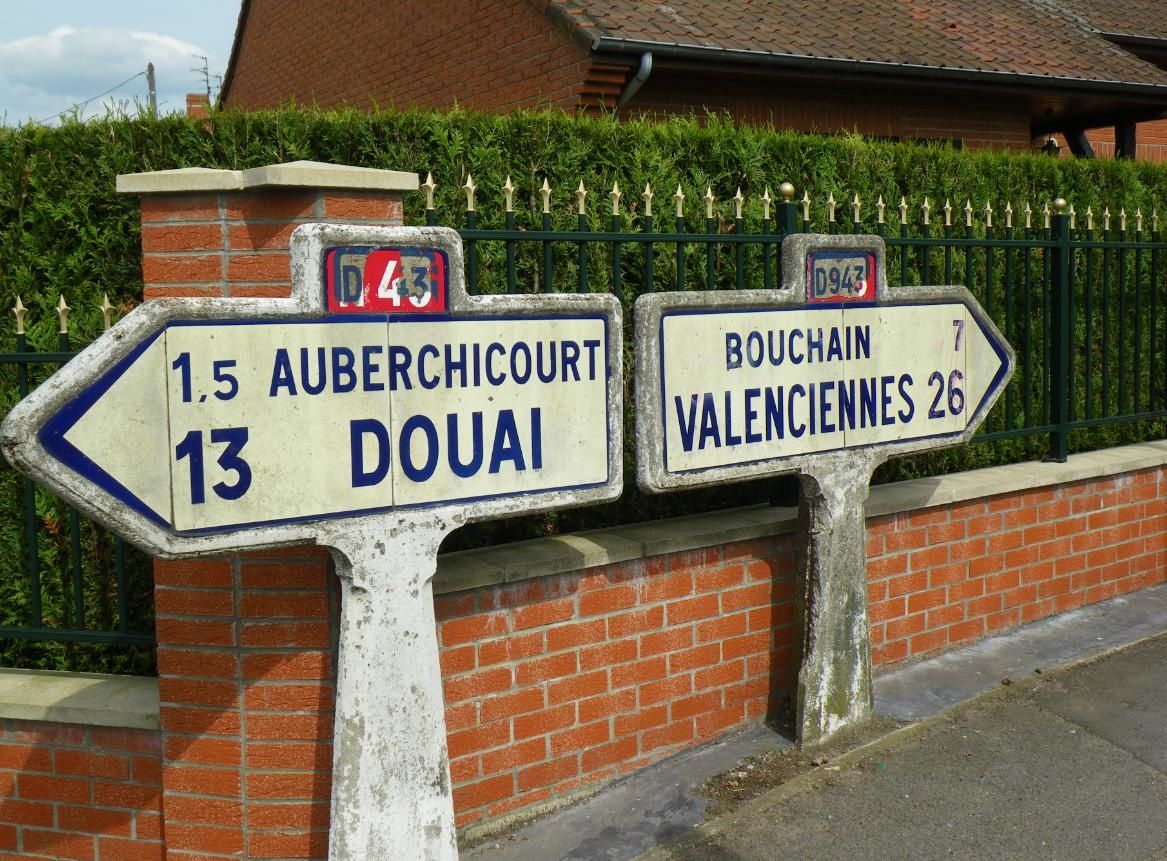 D 43
1,5 AUBERCHICOURT
13 DOUAI
D943
BOUCHAIN 7
VALENCIENNES 26